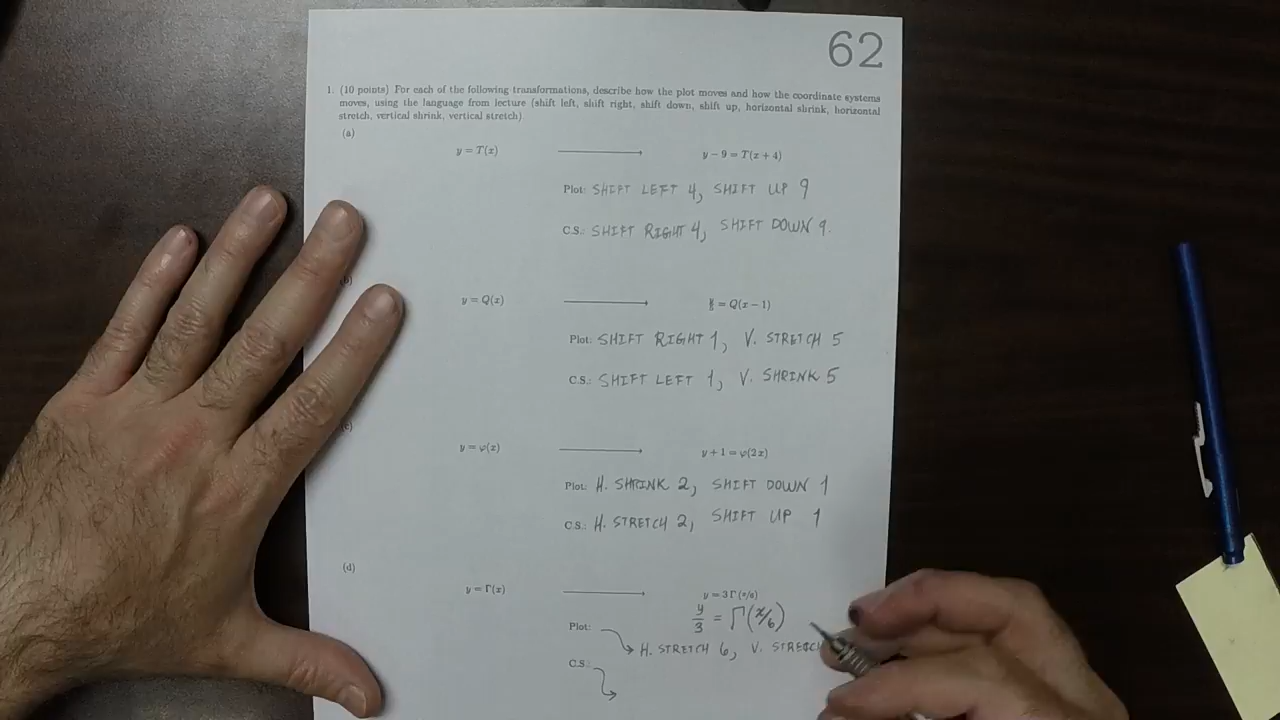 62
1. (10 points) For each of the following transformations, describe how the plot moves and how the coordinate systems
moves, using the language from lecture (shift left, shift right, shift down, shift up, horizontal shrink, horizontal
stretch, vertical shrink, vertical stretch)
(a)
y = T(x) ⟶ y − 9 = T(x + 4)
Plot: SHIFT LEFT 4, SHIFT UP 9
C.S.: SHIFT RIGHT 4, SHIFT DOWN 9.
(b)
y = Q(x) ⟶ y/5 = Q(x − 1)
Plot: SHIFT RIGHT 1, V. STRETCH 5
C.S.: SHIFT LEFT 1, V. SHRINK 5
(c)
y = φ(x) ⟶ y + 1 = φ(2x)
Plot: H. SHRINK 2, SHIFT DOWN 1
C.S.: H. STRETCH 2, SHIFT UP 1
(d)
y = Γ(x) ⟶ y = 3Γ(x/6)
y/3 = Γ(x/6)
Plot:
H. STRETCH 6, V. STRETCH
C.S.: